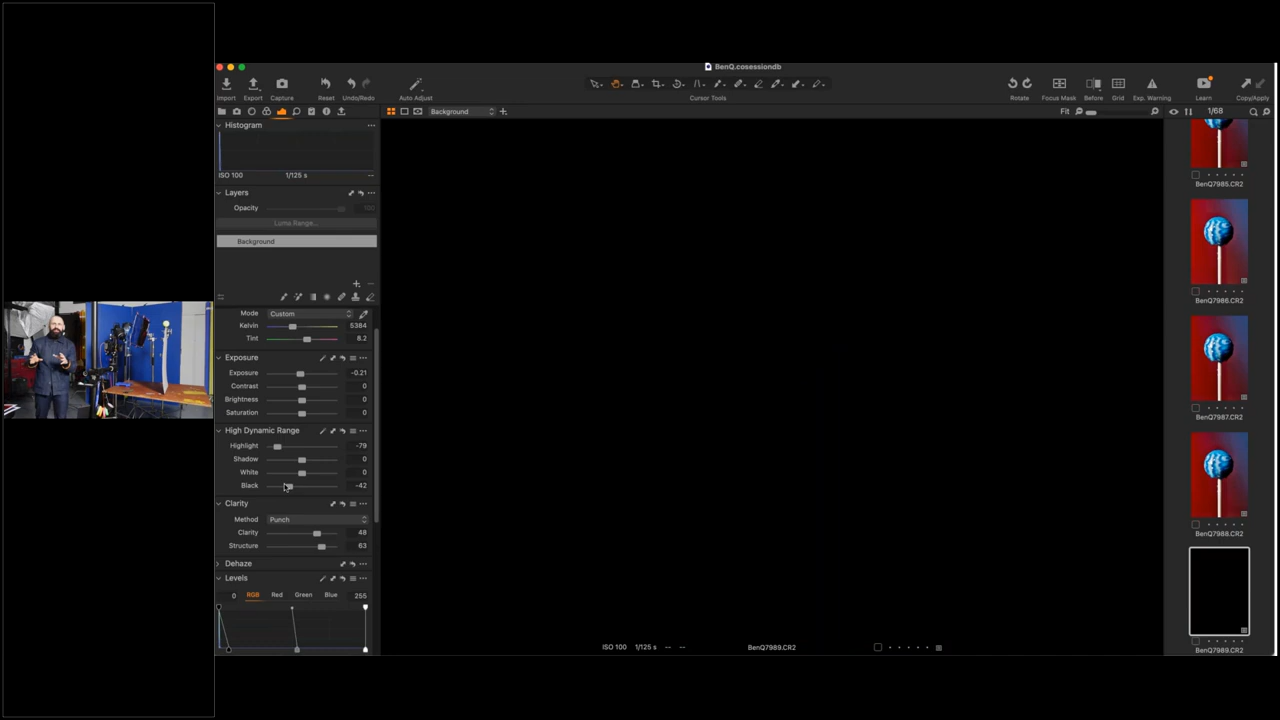 BenQ.cosessiondb
Import Export Capture Reset Undo/Redo Auto Adjust Cursor Tools Rotate Focus Mask Before Grid Exp. Warning Learn Copy/Apply
Background
Fit
1/68
Histogram
ISO 100 1/125 s --
Layers
Opacity 100
Luma Range...
Background
Mode Custom
Kelvin 5384
Tint 8.2
Exposure
Exposure -0.21
Contrast 0
Brightness 0
Saturation 0
High Dynamic Range
Highlight -79
Shadow 0
White 0
Black -42
Clarity
Method Punch
Clarity 48
Structure 63
Dehaze
Levels
0 RGB Red Green Blue 255
ISO 100 1/125 s -- -- BenQ7989.CR2
BenQ7985.CR2
BenQ7986.CR2
BenQ7987.CR2
BenQ7988.CR2
BenQ7989.CR2